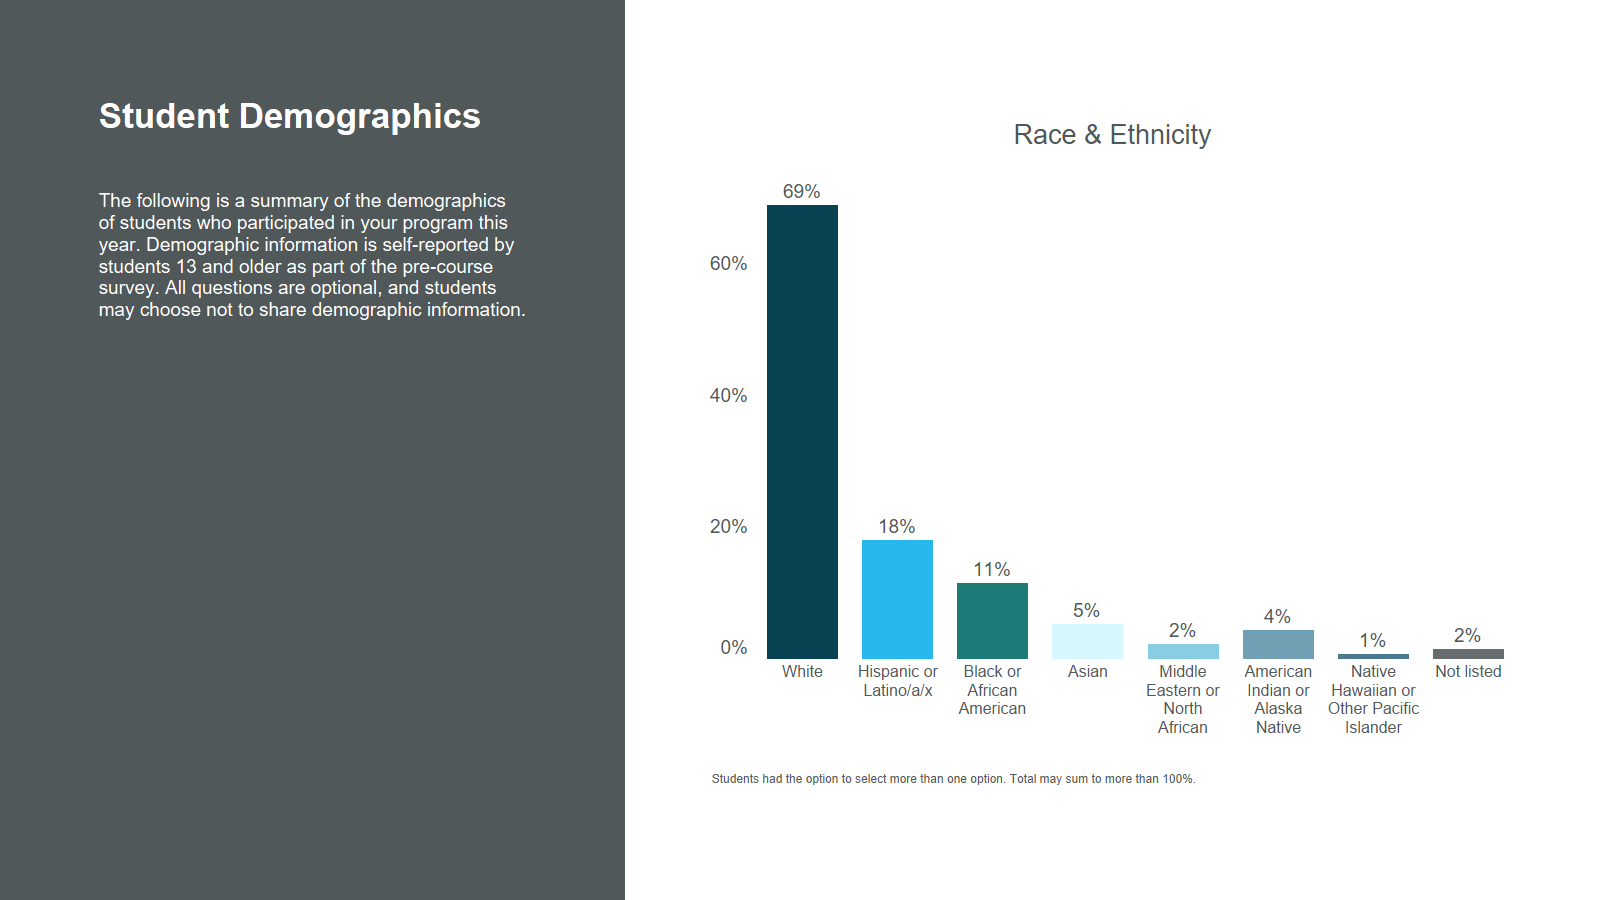 Student Demographics
The following is a summary of the demographics
of students who participated in your program this
year. Demographic information is self-reported by
students 13 and older as part of the pre-course
survey. All questions are optional, and students
may choose not to share demographic information.
Race & Ethnicity
69%
60%
40%
20%
0%
18%
11%
5%
2%
4%
1%
2%
White
Hispanic or
Latino/a/x
Black or
African
American
Asian
Middle
Eastern or
North
African
American
Indian or
Alaska
Native
Native
Hawaiian or
Other Pacific
Islander
Not listed
Students had the option to select more than one option. Total may sum to more than 100%.